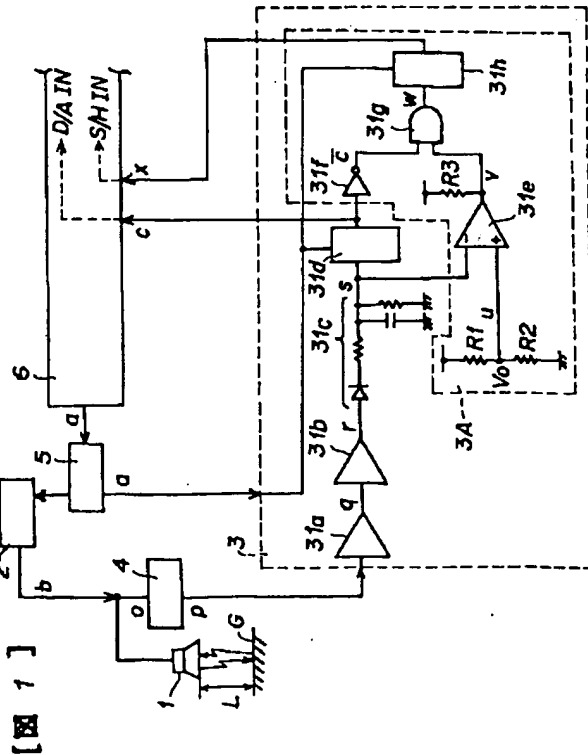 [図 1]
6
D/A IN
S/H IN
a
5
2
b
a
c
x
3
o
4
p
1
L
G
31a
q
31b
r
31c
s
31d
31f
c̄
31g
w
31h
R3
v
31e
u
R1
Vo
R2
3A